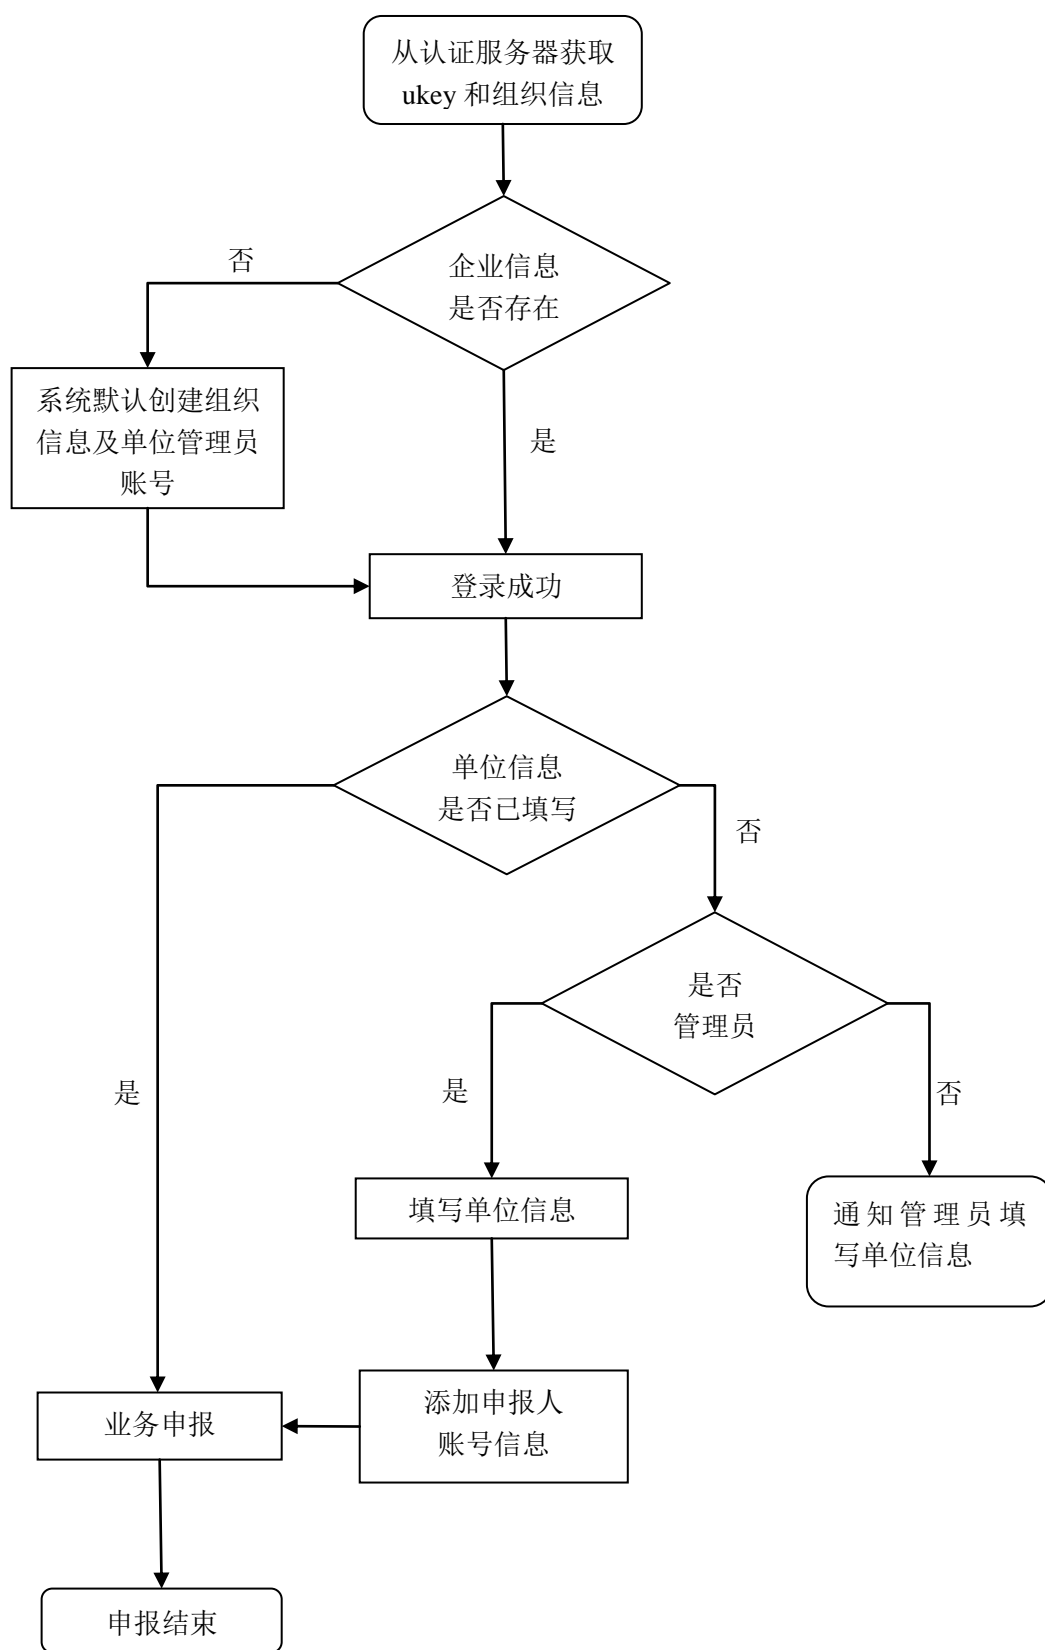 从认证服务器获取
ukey 和组织信息
否
企业信息
是否存在
系统默认创建组织
信息及单位管理员
账号
是
登录成功
单位信息
是否已填写
否
是否
管理员
是
是
否
填写单位信息
通知管理员填
写单位信息
添加申报人
账号信息
业务申报
申报结束